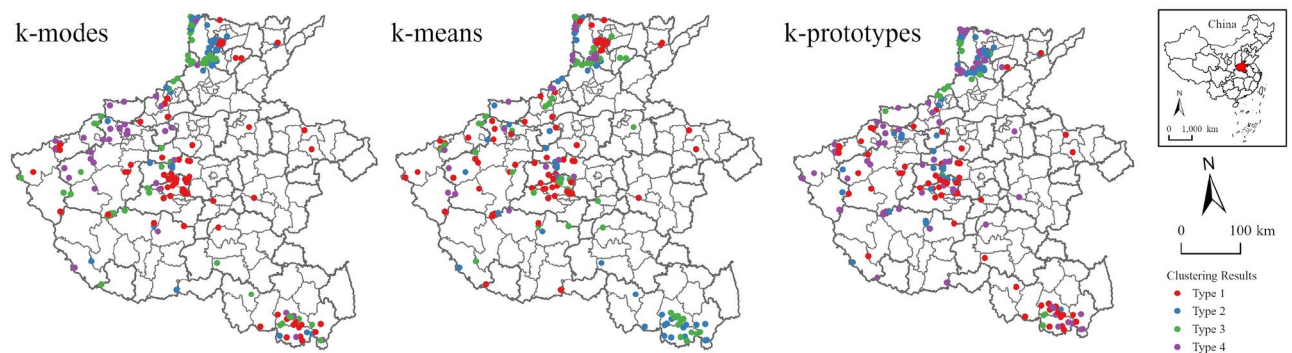 k-modes
k-means
k-prototypes
China
N
0 1,000 km
N
0 100 km
Clustering Results
Type 1
Type 2
Type 3
Type 4